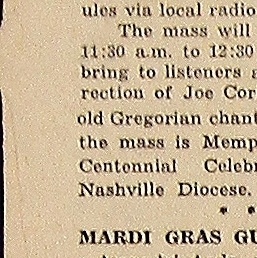 ules via local radio
The mass will
11:30 a.m. to 12:30
bring to listeners
rection of Joe Cor
old Gregorian chant
the mass is Memp
Centennial Celebr
Nashville Diocese.
* *
MARDI GRAS GU